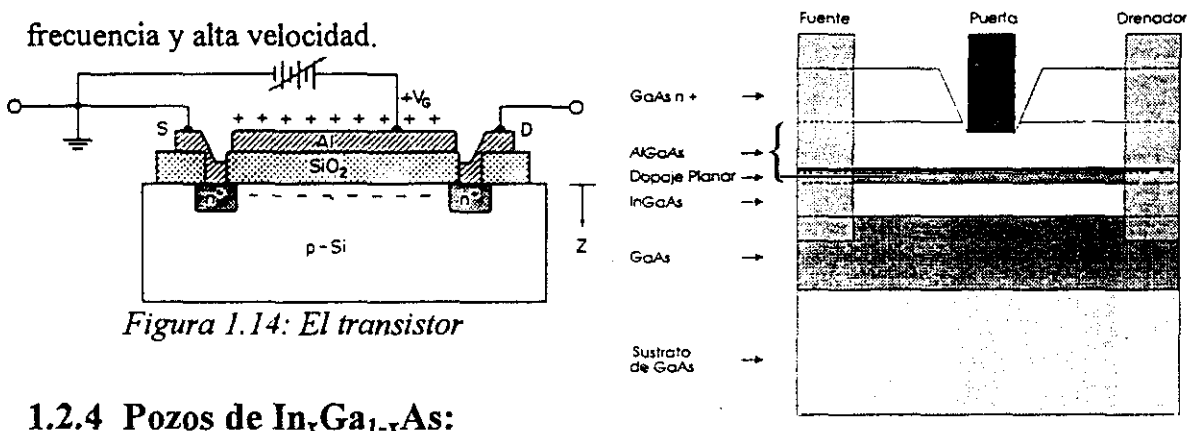 frecuencia y alta velocidad.
+V_G
+ + + + + + + + +
S
D
Al
SiO₂
n⁺
p-Si
Z
Figura 1.14: El transistor
1.2.4 Pozos de InₓGa₁₋ₓAs:
Fuente
Puerta
Drenador
GaAs n +
AlGaAs
Dopaje Planar
InGaAs
GaAs
Sustrato
de GaAs